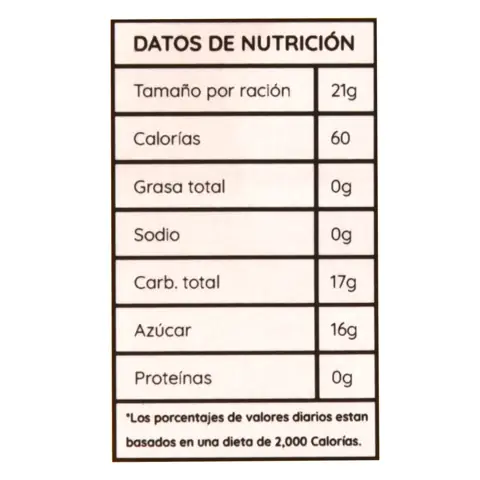 DATOS DE NUTRICIÓN
Tamaño por ración 21g
Calorías 60
Grasa total 0g
Sodio 0g
Carb. total 17g
Azúcar 16g
Proteínas 0g
*Los porcentajes de valores diarios estan
basados en una dieta de 2,000 Calorías.